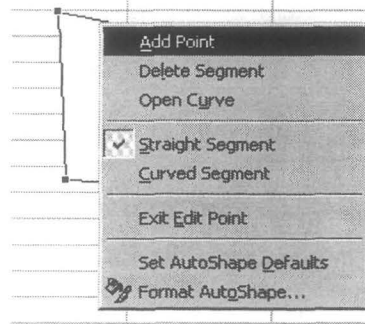 Add Point
Delete Segment
Open Curve
Straight Segment
Curved Segment
Exit Edit Point
Set AutoShape Defaults
Format AutoShape...